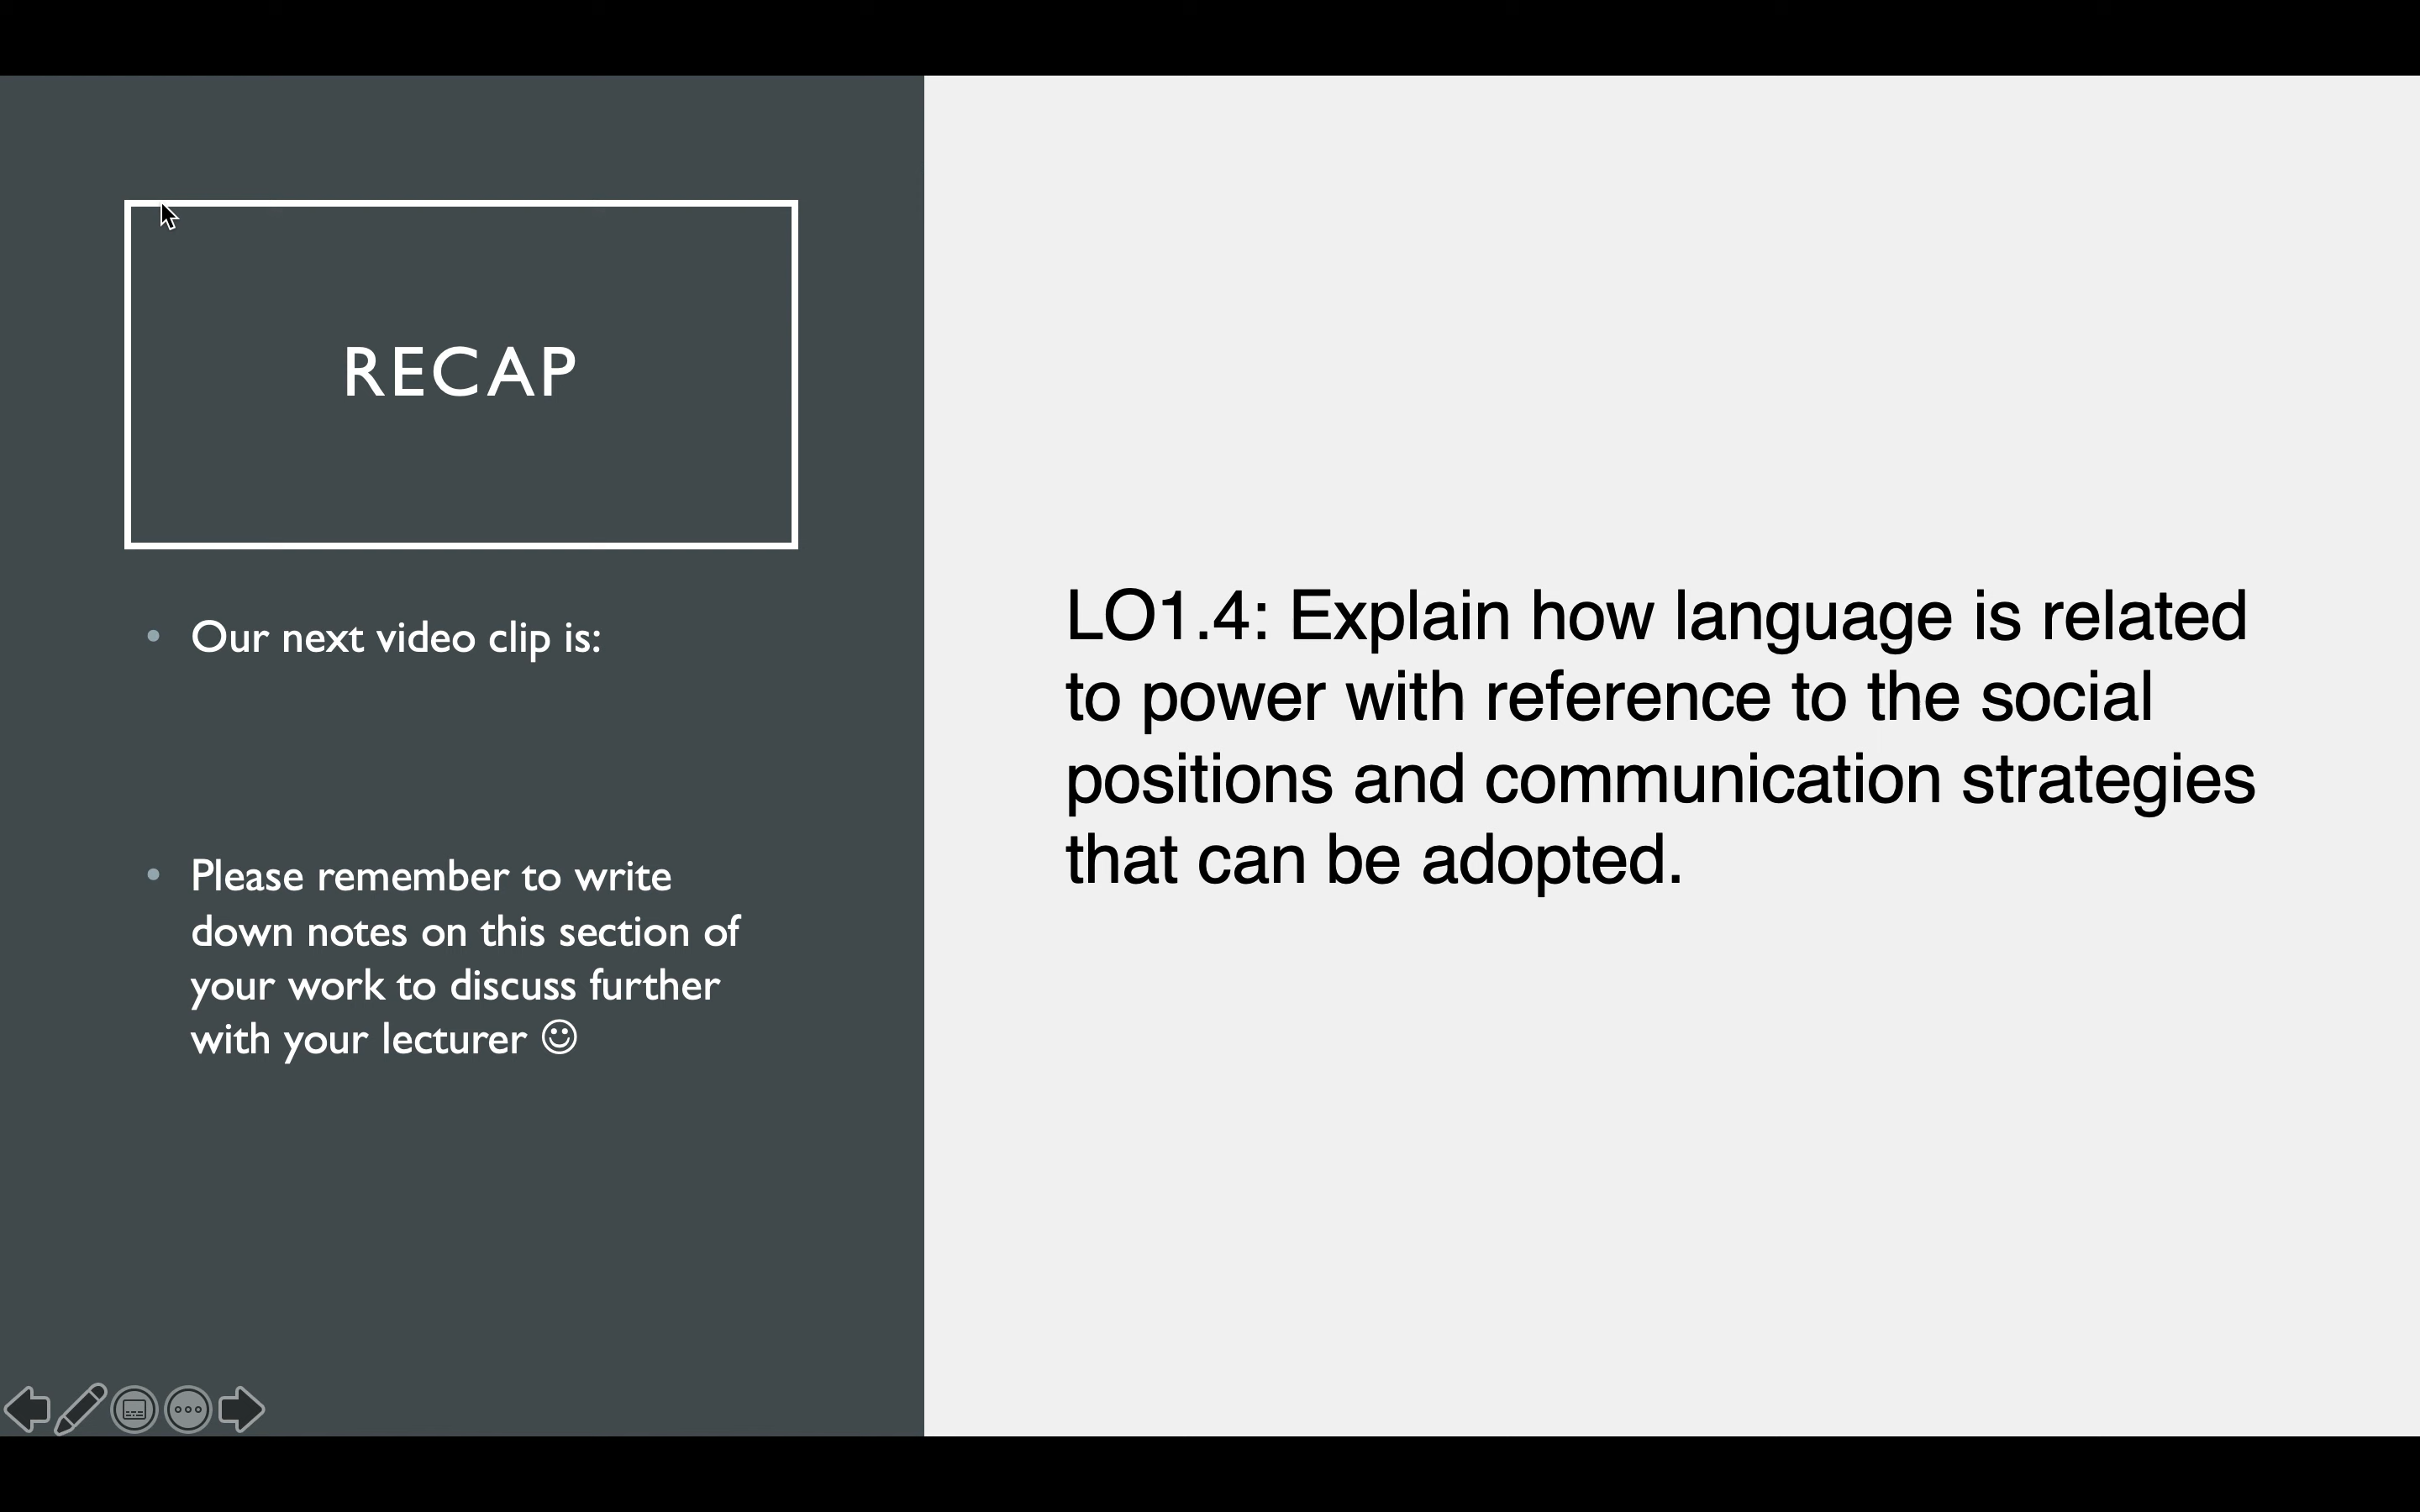 RECAP
• Our next video clip is:
• Please remember to write
down notes on this section of
your work to discuss further
with your lecturer ☺
LO1.4: Explain how language is related
to power with reference to the social
positions and communication strategies
that can be adopted.